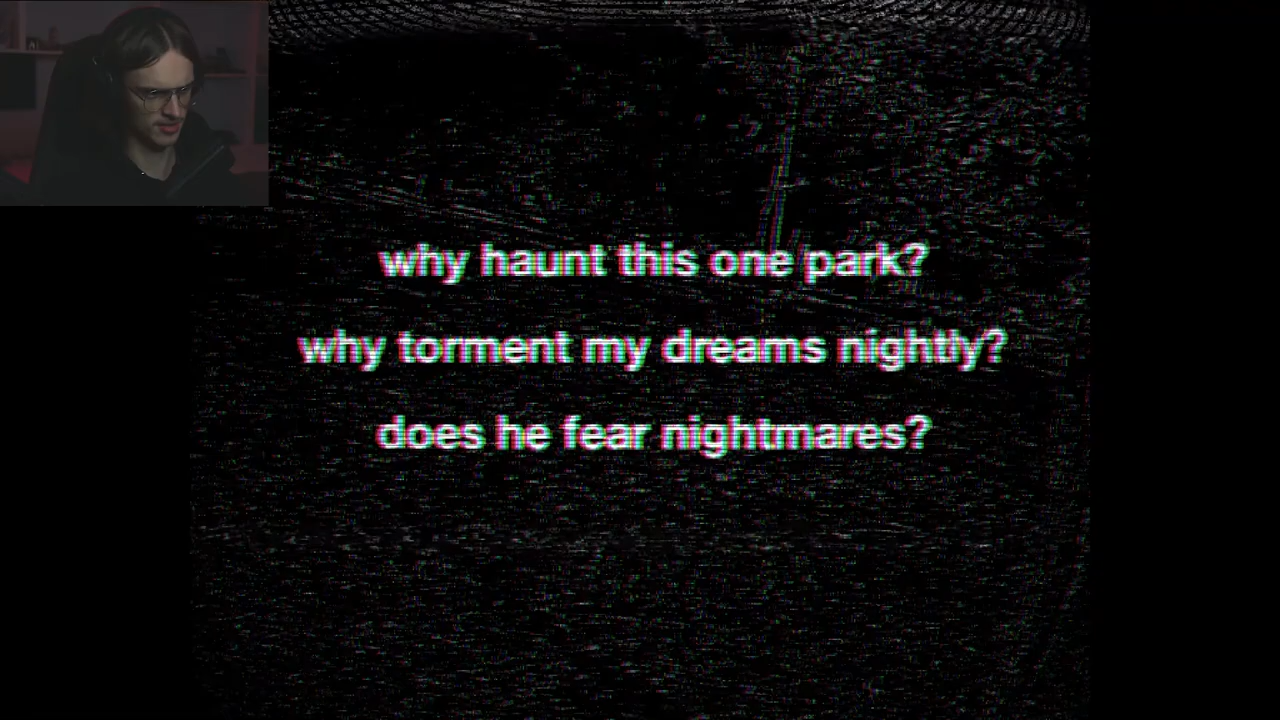 why haunt this one park?
why torment my dreams nightly?
does he fear nightmares?